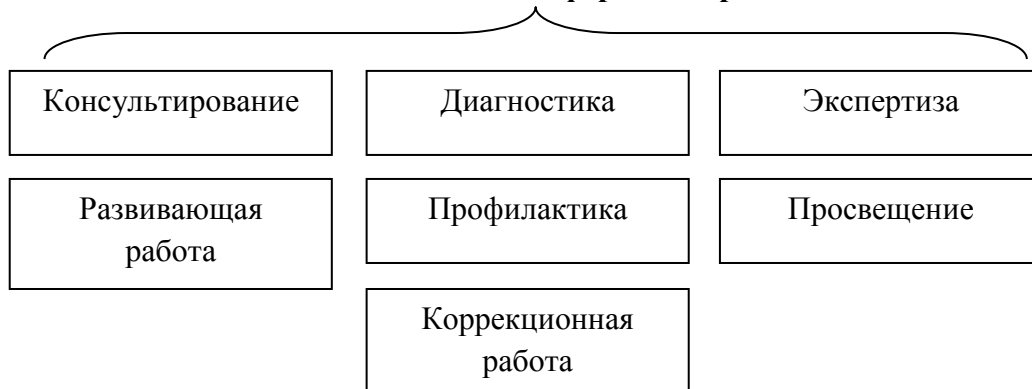 Консультирование
Диагностика
Экспертиза
Развивающая
работа
Профилактика
Просвещение
Коррекционная
работа